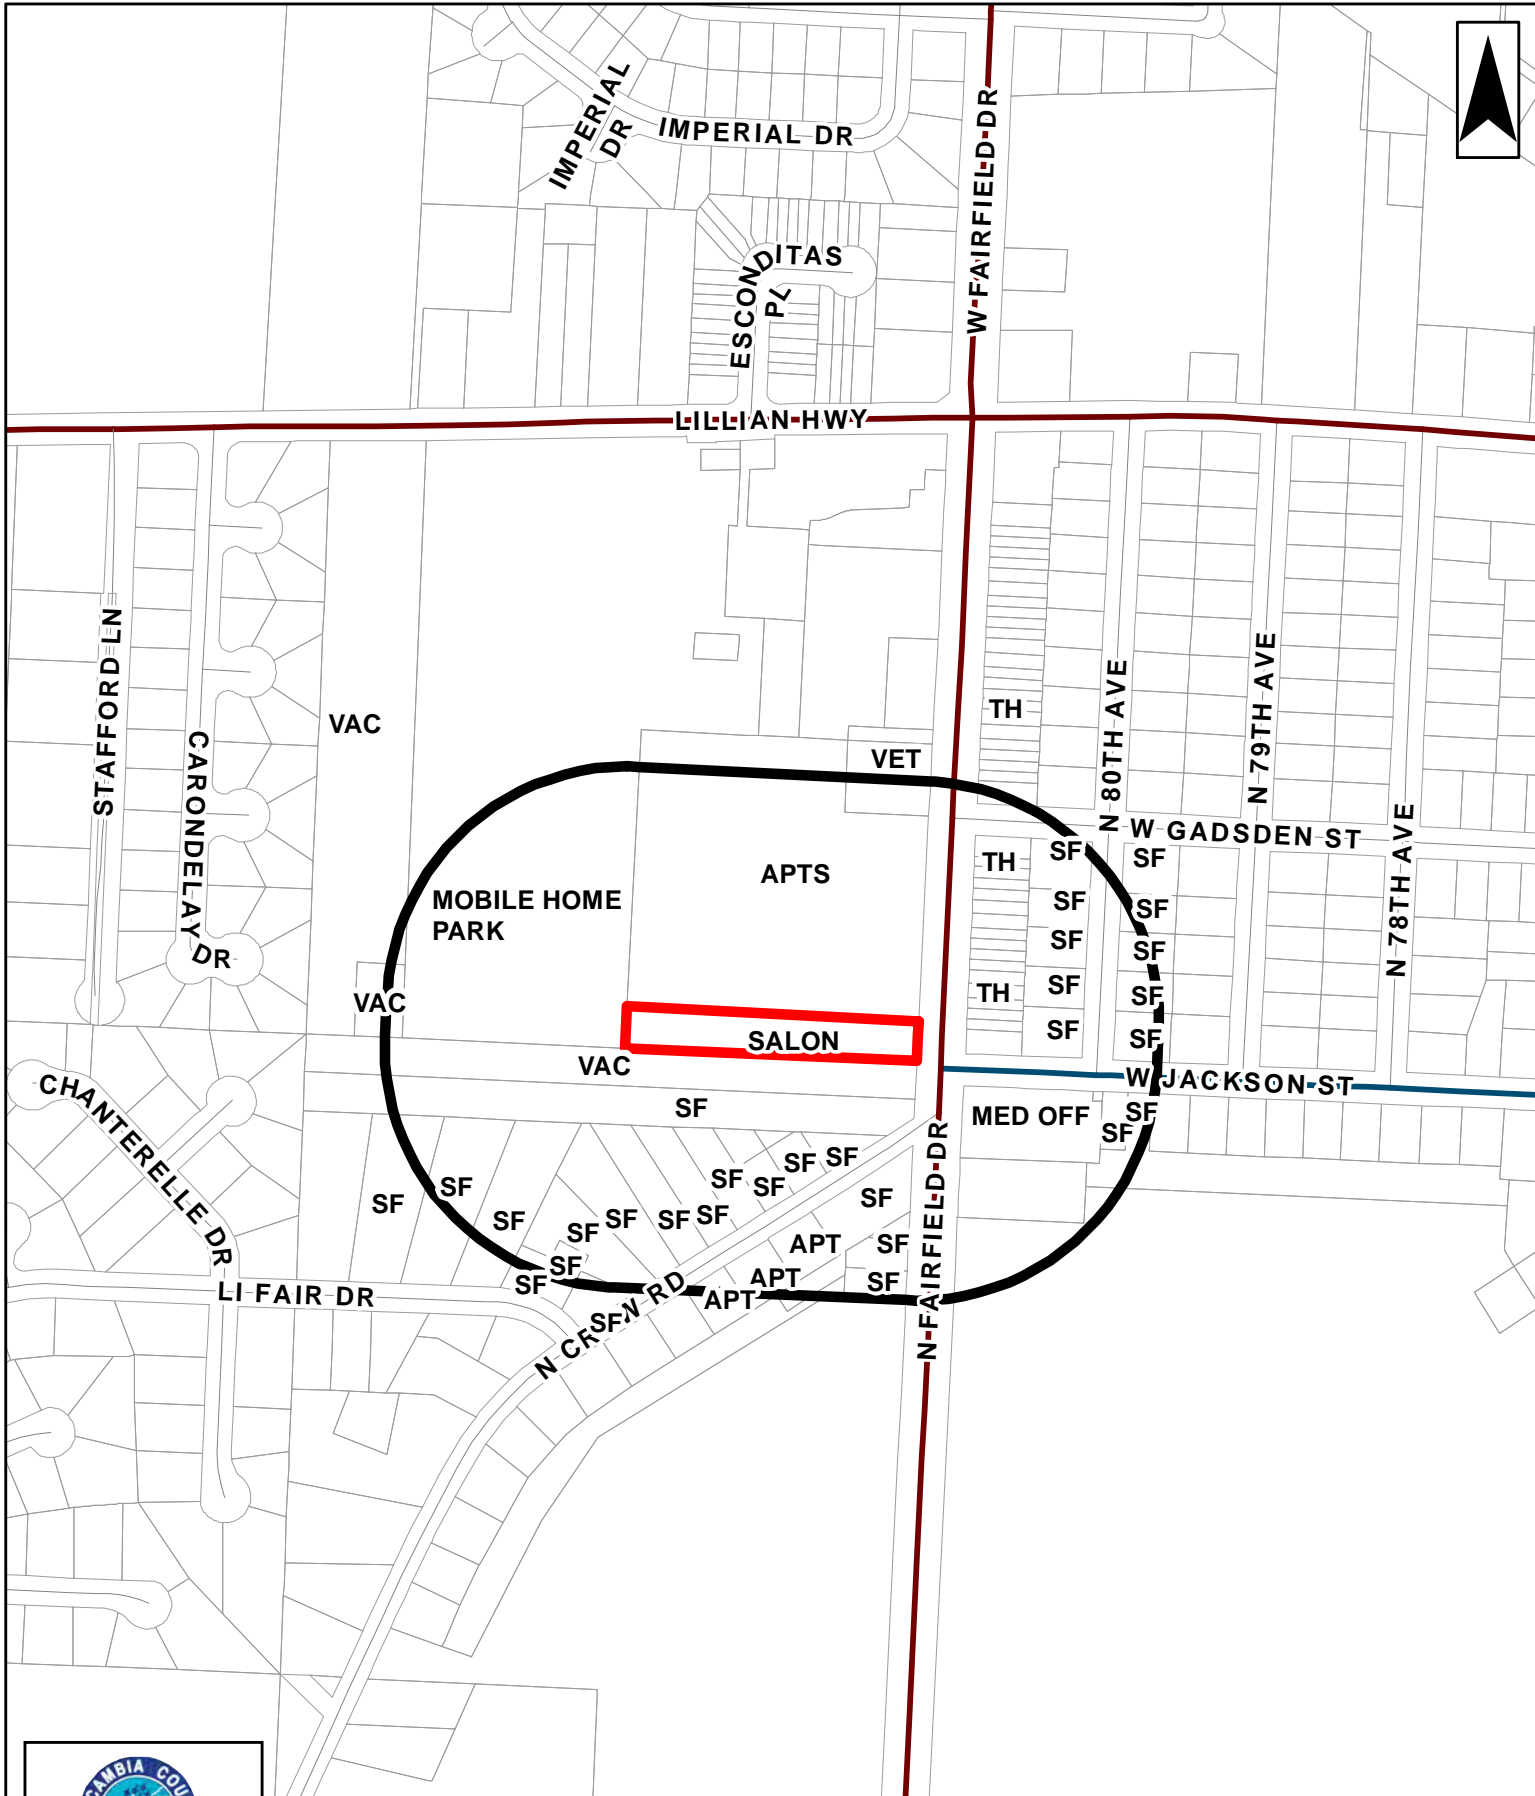 IMPERIAL
DR
IMPERIAL DR
W FAIRFIELD DR
ESCONDITAS
PL
LILLIAN HWY
STAFFORD LN
CARONDELAY DR
VAC
VET
TH
N 80TH AVE
N 79TH AVE
N 78TH AVE
W GADSDEN ST
APTS
MOBILE HOME
PARK
TH
SF
SF
SF
SF
SF
SF
VAC
TH
SF
SF
SF
SF
SALON
SF
VAC
W JACKSON ST
CHANTERELLE DR
SF
MED OFF
SF
SF
N FAIRFIELD DR
SF
SF
SF
SF
SF
SF
SF
SF
SF
SF
SF
SF
SF
APT
SF
SF
SF
APT
SF
LI FAIR DR
APT
SF
N CR W RD
AMBIA COU